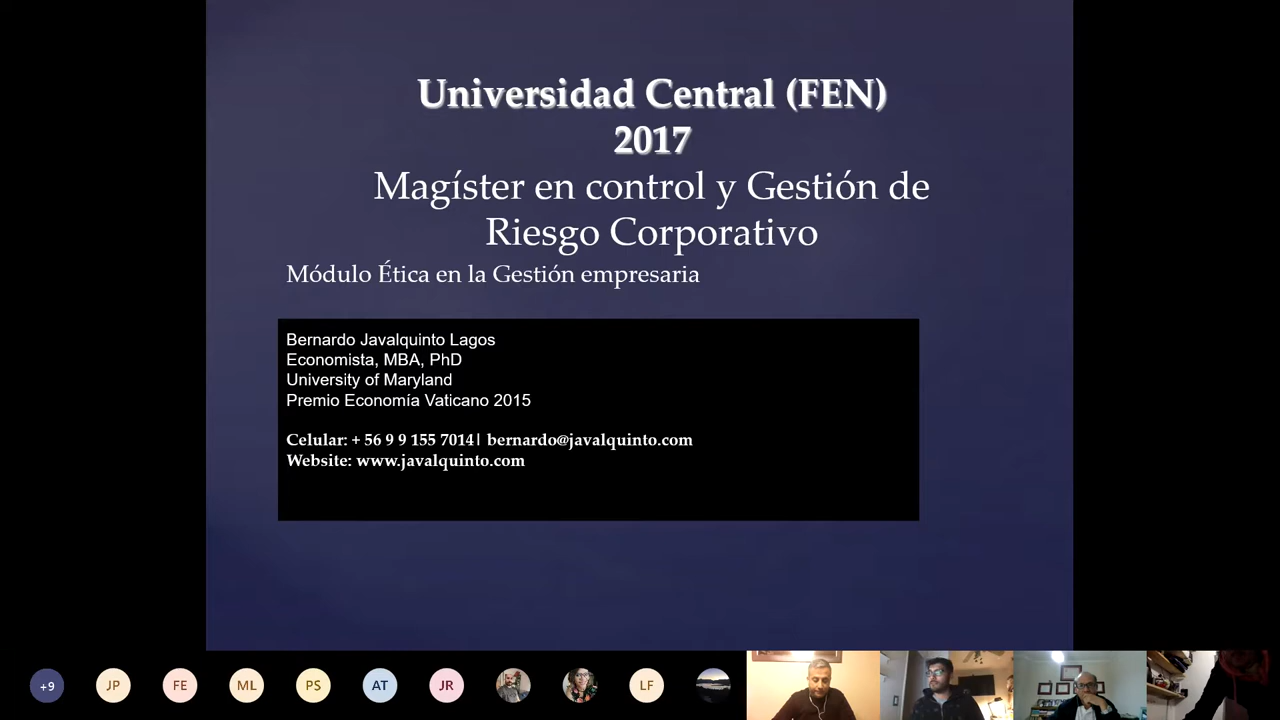 Universidad Central (FEN)
2017
Magíster en control y Gestión de
Riesgo Corporativo
Módulo Ética en la Gestión empresaria
Bernardo Javalquinto Lagos
Economista, MBA, PhD
University of Maryland
Premio Economía Vaticano 2015
Celular: + 56 9 9 155 7014| bernardo@javalquinto.com
Website: www.javalquinto.com
+9 JP FE ML PS AT JR LF